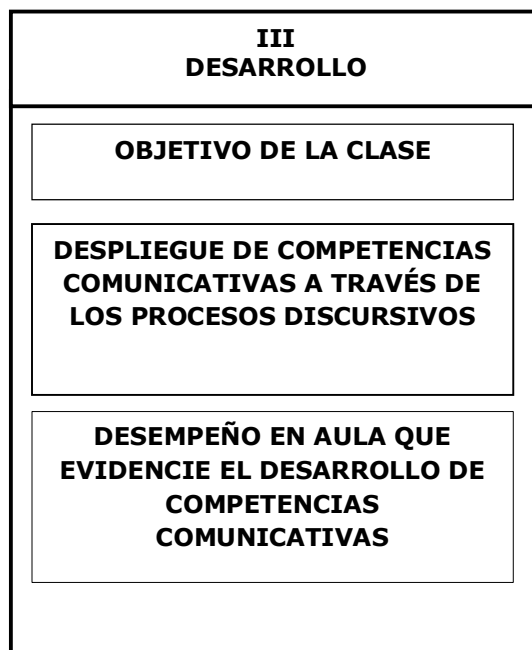 III
DESARROLLO
OBJETIVO DE LA CLASE
DESPLIEGUE DE COMPETENCIAS
COMUNICATIVAS A TRAVÉS DE
LOS PROCESOS DISCURSIVOS
DESEMPEÑO EN AULA QUE
EVIDENCIE EL DESARROLLO DE
COMPETENCIAS
COMUNICATIVAS